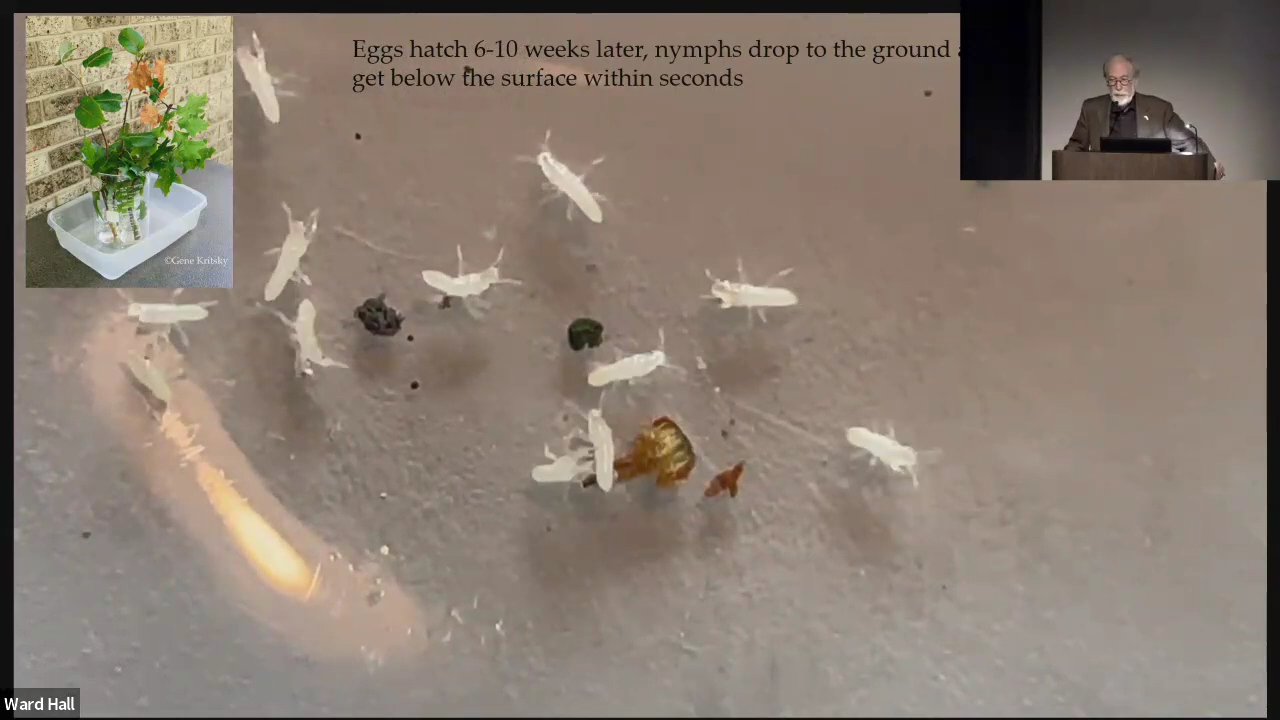 Eggs hatch 6-10 weeks later, nymphs drop to the ground
get below the surface within seconds
©Gene Kritsky
Ward Hall